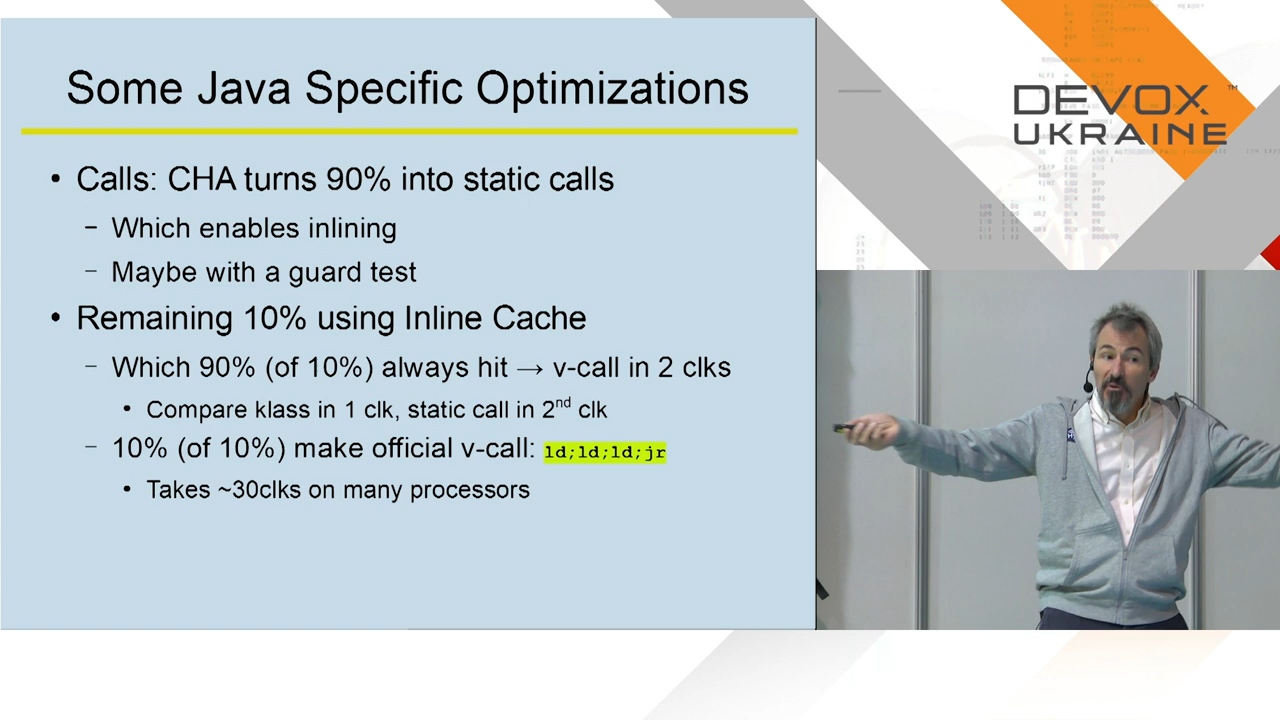 Some Java Specific Optimizations
• Calls: CHA turns 90% into static calls
– Which enables inlining
– Maybe with a guard test
• Remaining 10% using Inline Cache
– Which 90% (of 10%) always hit → v-call in 2 clks
• Compare klass in 1 clk, static call in 2nd clk
– 10% (of 10%) make official v-call: ld;ld;ld;jr
• Takes ~30clks on many processors
DEVOX™
UKRAINE